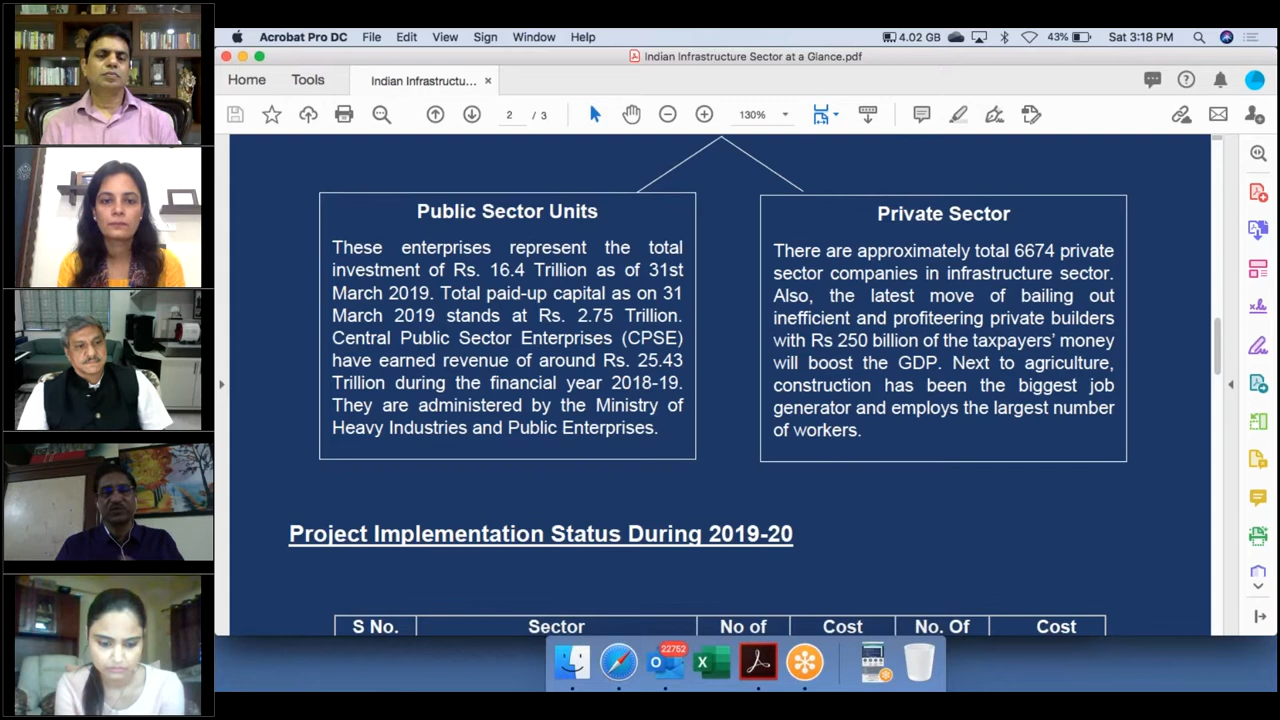 Acrobat Pro DC File Edit View Sign Window Help 4.02 GB 43% Sat 3:18 PM
Indian Infrastructure Sector at a Glance.pdf
Home Tools Indian Infrastructu... ×
2 / 3 130%
Public Sector Units
These enterprises represent the total
investment of Rs. 16.4 Trillion as of 31st
March 2019. Total paid-up capital as on 31
March 2019 stands at Rs. 2.75 Trillion.
Central Public Sector Enterprises (CPSE)
have earned revenue of around Rs. 25.43
Trillion during the financial year 2018-19.
They are administered by the Ministry of
Heavy Industries and Public Enterprises.
Private Sector
There are approximately total 6674 private
sector companies in infrastructure sector.
Also, the latest move of bailing out
inefficient and profiteering private builders
with Rs 250 billion of the taxpayers' money
will boost the GDP. Next to agriculture,
construction has been the biggest job
generator and employs the largest number
of workers.
Project Implementation Status During 2019-20
S No. Sector No of Cost No. Of Cost
22752